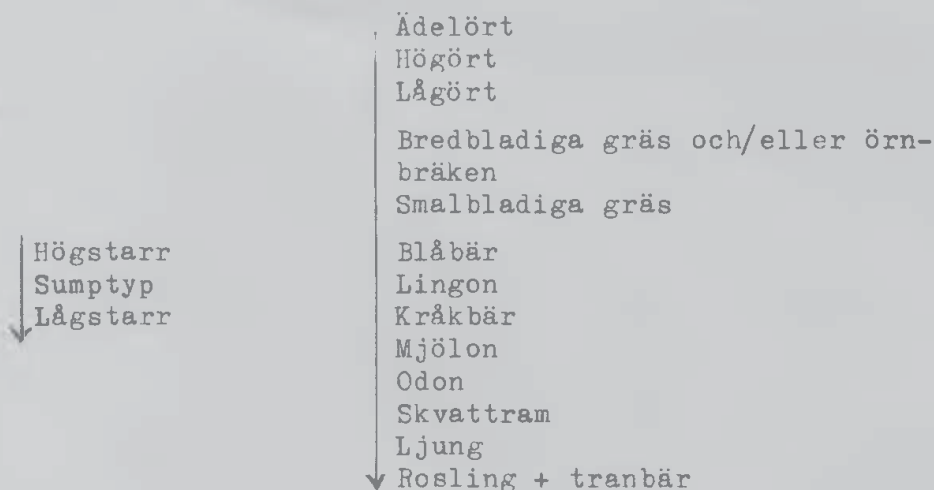 Ädelört
Högört
Lågört
Bredbladiga gräs och/eller örn-
bräken
Smalbladiga gräs
Högstarr
Sumptyp
Lågstarr
Blåbär
Lingon
Kråkbär
Mjölon
Odon
Skvattram
Ljung
Rosling + tranbär